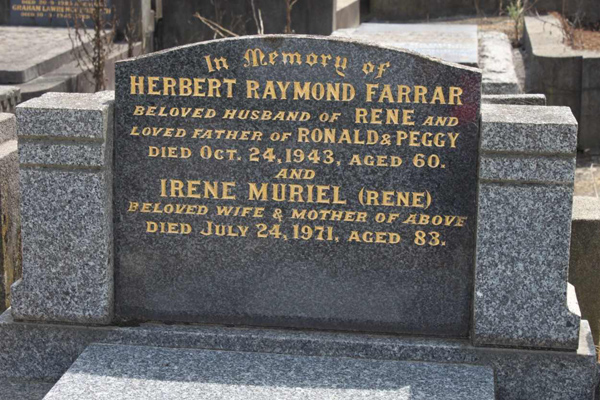 In Memory of
HERBERT RAYMOND FARRAR
BELOVED HUSBAND OF RENE AND
LOVED FATHER OF RONALD & PEGGY
DIED OCT. 24, 1943, AGED 60.
AND
IRENE MURIEL (RENE)
BELOVED WIFE & MOTHER OF ABOVE
DIED JULY 24, 1971, AGED 83.